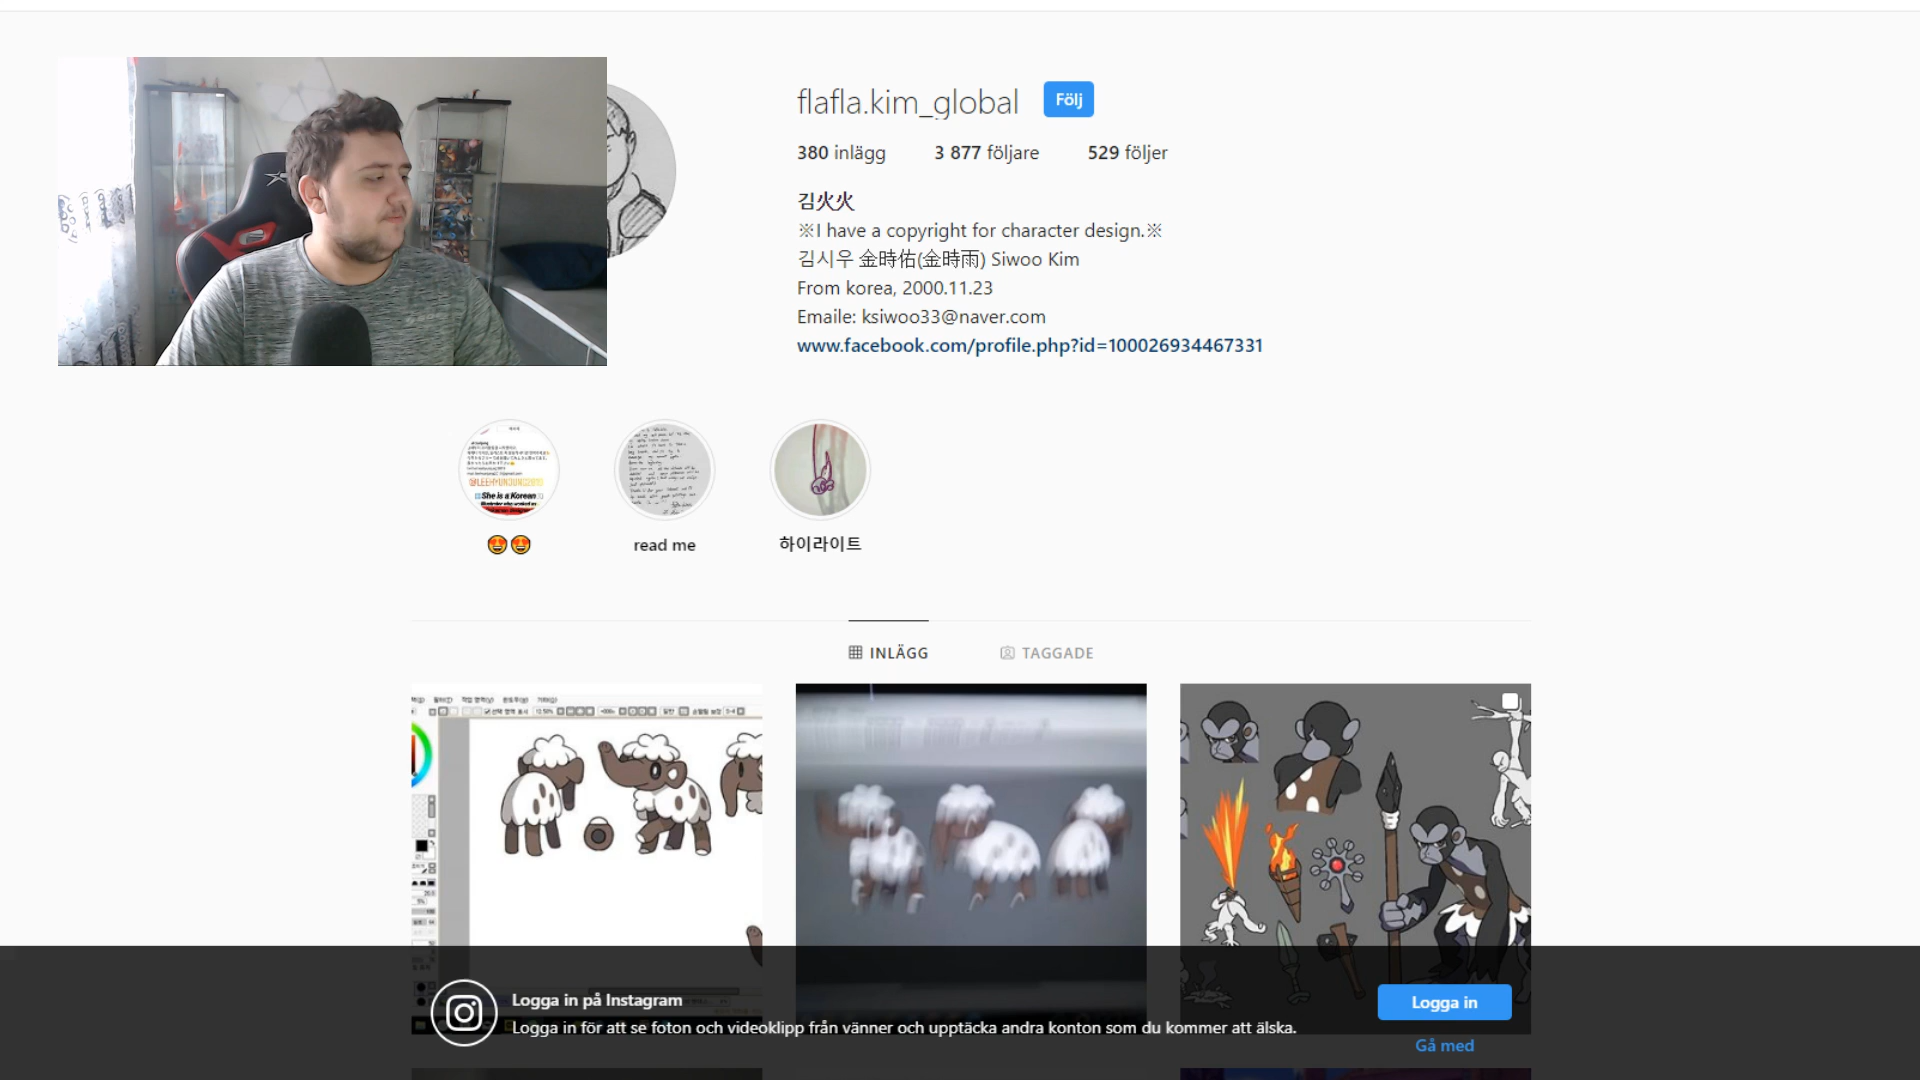 flafla.kim_global Följ
380 inlägg 3 877 följare 529 följer
김火火
※I have a copyright for character design.※
김시우 金時佑(金時雨) Siwoo Kim
From korea, 2000.11.23
Emaile: ksiwoo33@naver.com
www.facebook.com/profile.php?id=100026934467331
@LEEHYUNJUNG2010
She is a Korean
😍😍 read me 하이라이트
INLÄGG TAGGADE
Logga in på Instagram
Logga in för att se foton och videoklipp från vänner och upptäcka andra konton som du kommer att älska.
Logga in
Gå med